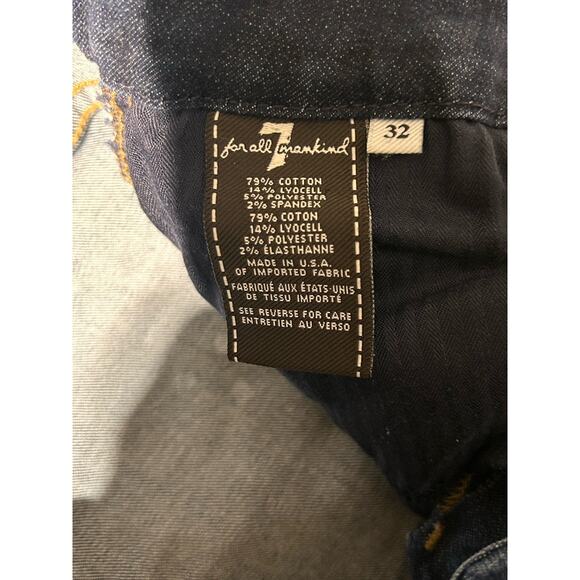 for all 7 mankind
32
79% COTTON
14% LYOCELL
5% POLYESTER
2% SPANDEX
79% COTON
14% LYOCELL
5% POLYESTER
2% ÉLASTHANNE
MADE IN U.S.A.
OF IMPORTED FABRIC
FABRIQUÉ AUX ÉTATS-UNIS
DE TISSU IMPORTÉ
SEE REVERSE FOR CARE
ENTRETIEN AU VERSO